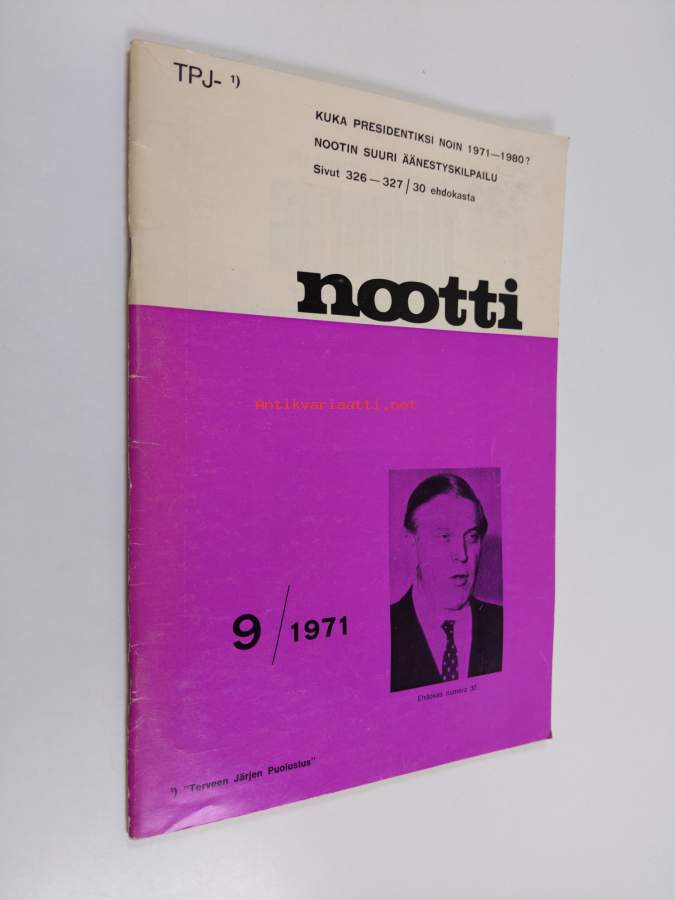 TPJ- ¹)
KUKA PRESIDENTIKSI NOIN 1971—1980?
NOOTIN SUURI ÄÄNESTYSKILPAILU
Sivut 326—327 / 30 ehdokasta
nootti
Antikvariaatti.net
9/1971
Ehdokas numero 30
¹) "Terveen Järjen Puolustus"